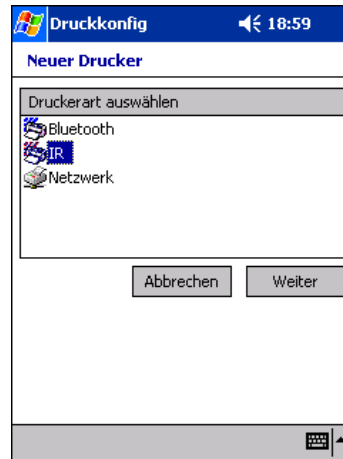 Druckkonfig 18:59
Neuer Drucker
Druckerart auswählen
Bluetooth
IR
Netzwerk
Abbrechen Weiter